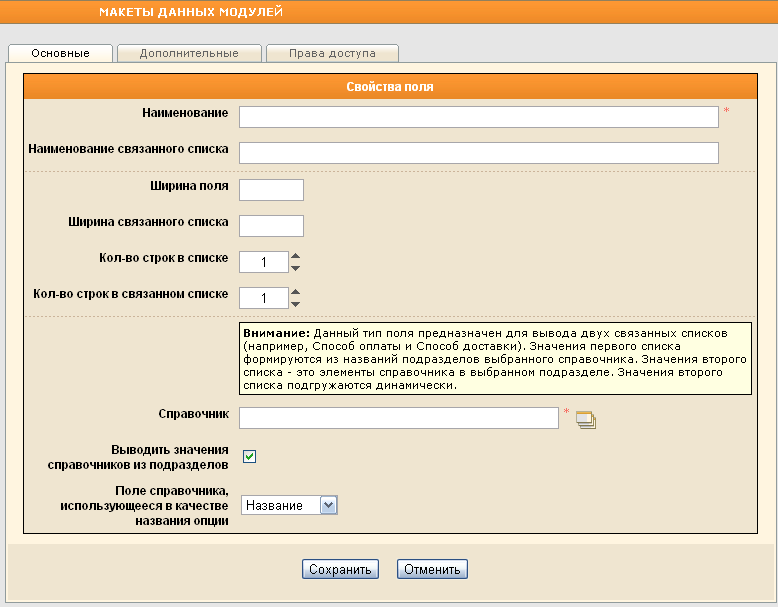 МАКЕТЫ ДАННЫХ МОДУЛЕЙ
Основные Дополнительные Права доступа
Свойства поля
Наименование *
Наименование связанного списка
Ширина поля
Ширина связанного списка
Кол-во строк в списке 1
Кол-во строк в связанном списке 1
Внимание: Данный тип поля предназначен для вывода двух связанных списков
(например, Способ оплаты и Способ доставки). Значения первого списка
формируются из названий подразделов выбранного справочника. Значения второго
списка - это элементы справочника в выбранном подразделе. Значения второго
списка подгружаются динамически.
Справочник *
Выводить значения
справочников из подразделов
Поле справочника,
использующееся в качестве Название
названия опции
Сохранить Отменить